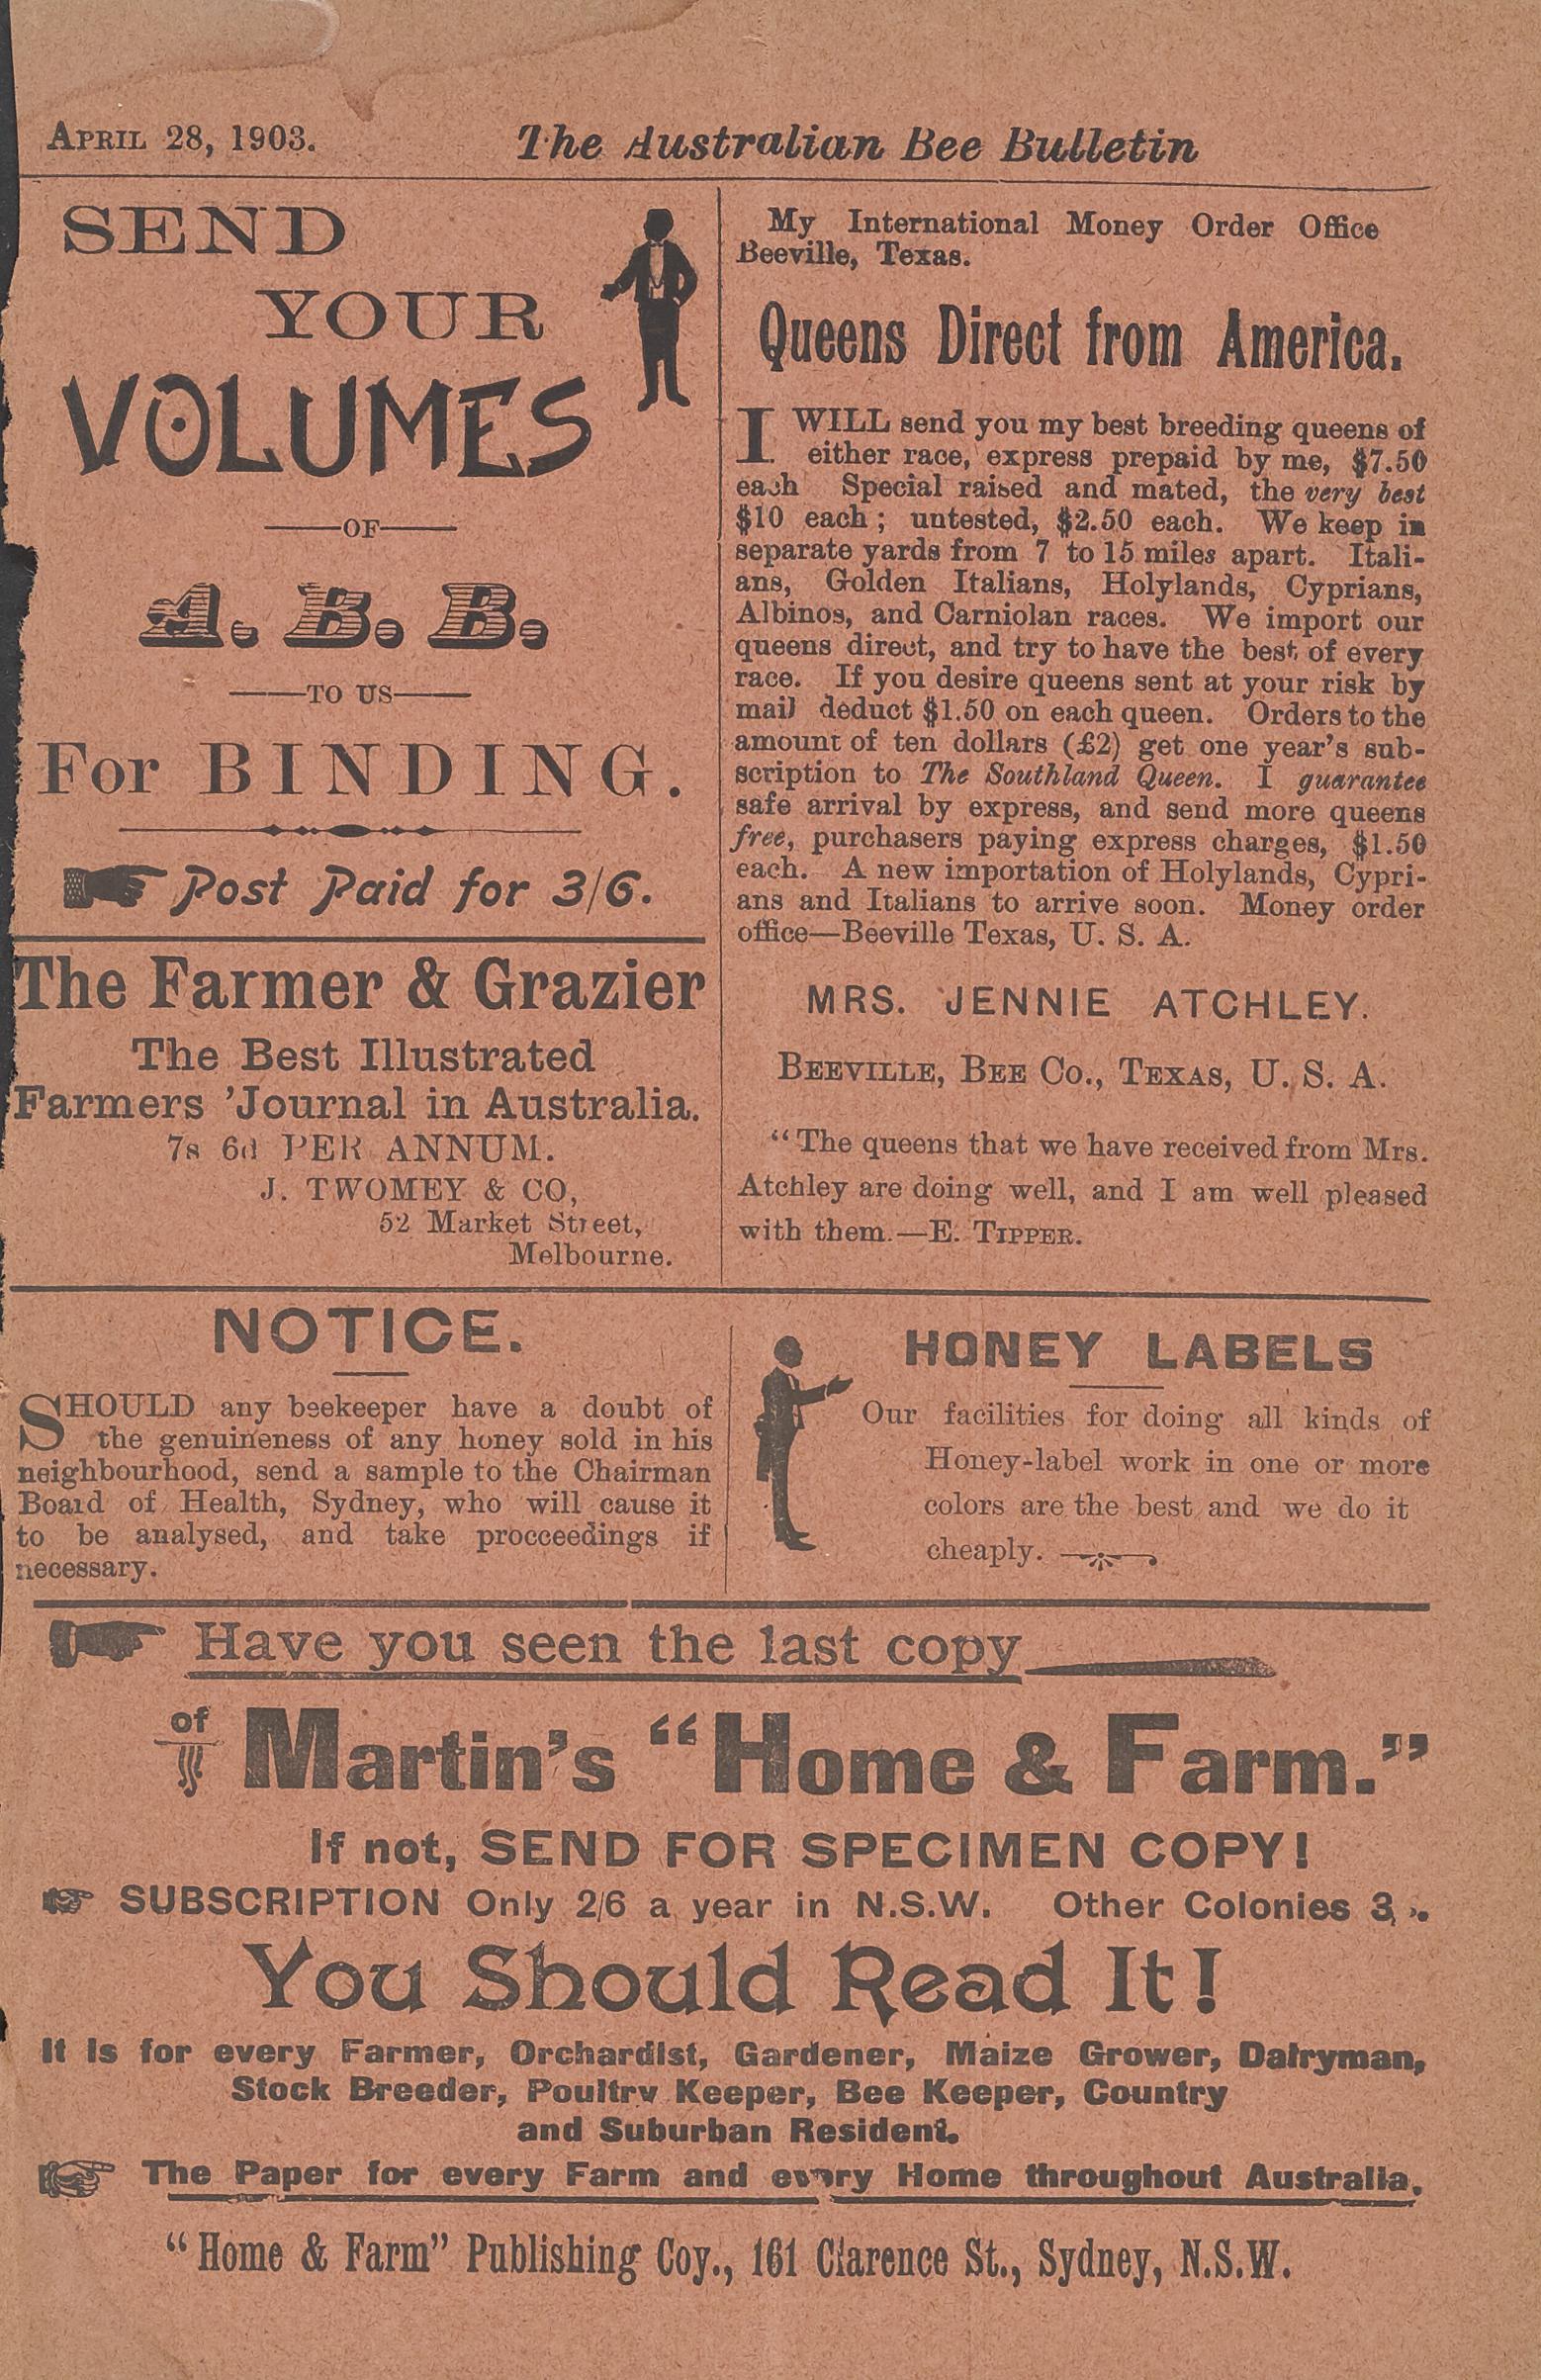 APRIL 28, 1903. The Australian Bee Bulletin
SEND
YOUR
VOLUMES
OF
A. B. B.
TO US
For BINDING.
Post Paid for 3/6.
The Farmer & Grazier
The Best Illustrated
Farmers 'Journal in Australia.
7s 6d PER ANNUM.
J. TWOMEY & CO,
52 Market Street,
Melbourne.
My International Money Order Office
Beeville, Texas.
Queens Direct from America.
I WILL send you my best breeding queens of
either race, express prepaid by me, $7.50
each Special raised and mated, the very best
$10 each; untested, $2.50 each. We keep in
separate yards from 7 to 15 miles apart. Itali-
ans, Golden Italians, Holylands, Cyprians,
Albinos, and Carniolan races. We import our
queens direct, and try to have the best of every
race. If you desire queens sent at your risk by
mail deduct $1.50 on each queen. Orders to the
amount of ten dollars (£2) get one year's sub-
scription to The Southland Queen. I guarantee
safe arrival by express, and send more queens
free, purchasers paying express charges, $1.50
each. A new importation of Holylands, Cypri-
ans and Italians to arrive soon. Money order
office—Beeville Texas, U. S. A.
MRS. JENNIE ATCHLEY.
BEEVILLE, BEE Co., TEXAS, U. S. A.
"The queens that we have received from Mrs.
Atchley are doing well, and I am well pleased
with them.—E. TIPPER.
NOTICE.
SHOULD any beekeeper have a doubt of
the genuineness of any honey sold in his
neighbourhood, send a sample to the Chairman
Board of Health, Sydney, who will cause it
to be analysed, and take procceedings if
necessary.
HONEY LABELS
Our facilities for doing all kinds of
Honey-label work in one or more
colors are the best and we do it
cheaply.
Have you seen the last copy
of Martin's "Home & Farm."
If not, SEND FOR SPECIMEN COPY!
SUBSCRIPTION Only 2/6 a year in N.S.W. Other Colonies 3
You Should Read It!
It is for every Farmer, Orchardist, Gardener, Maize Grower, Dairyman,
Stock Breeder, Poultry Keeper, Bee Keeper, Country
and Suburban Resident.
The Paper for every Farm and every Home throughout Australia.
"Home & Farm" Publishing Coy., 161 Clarence St., Sydney, N.S.W.